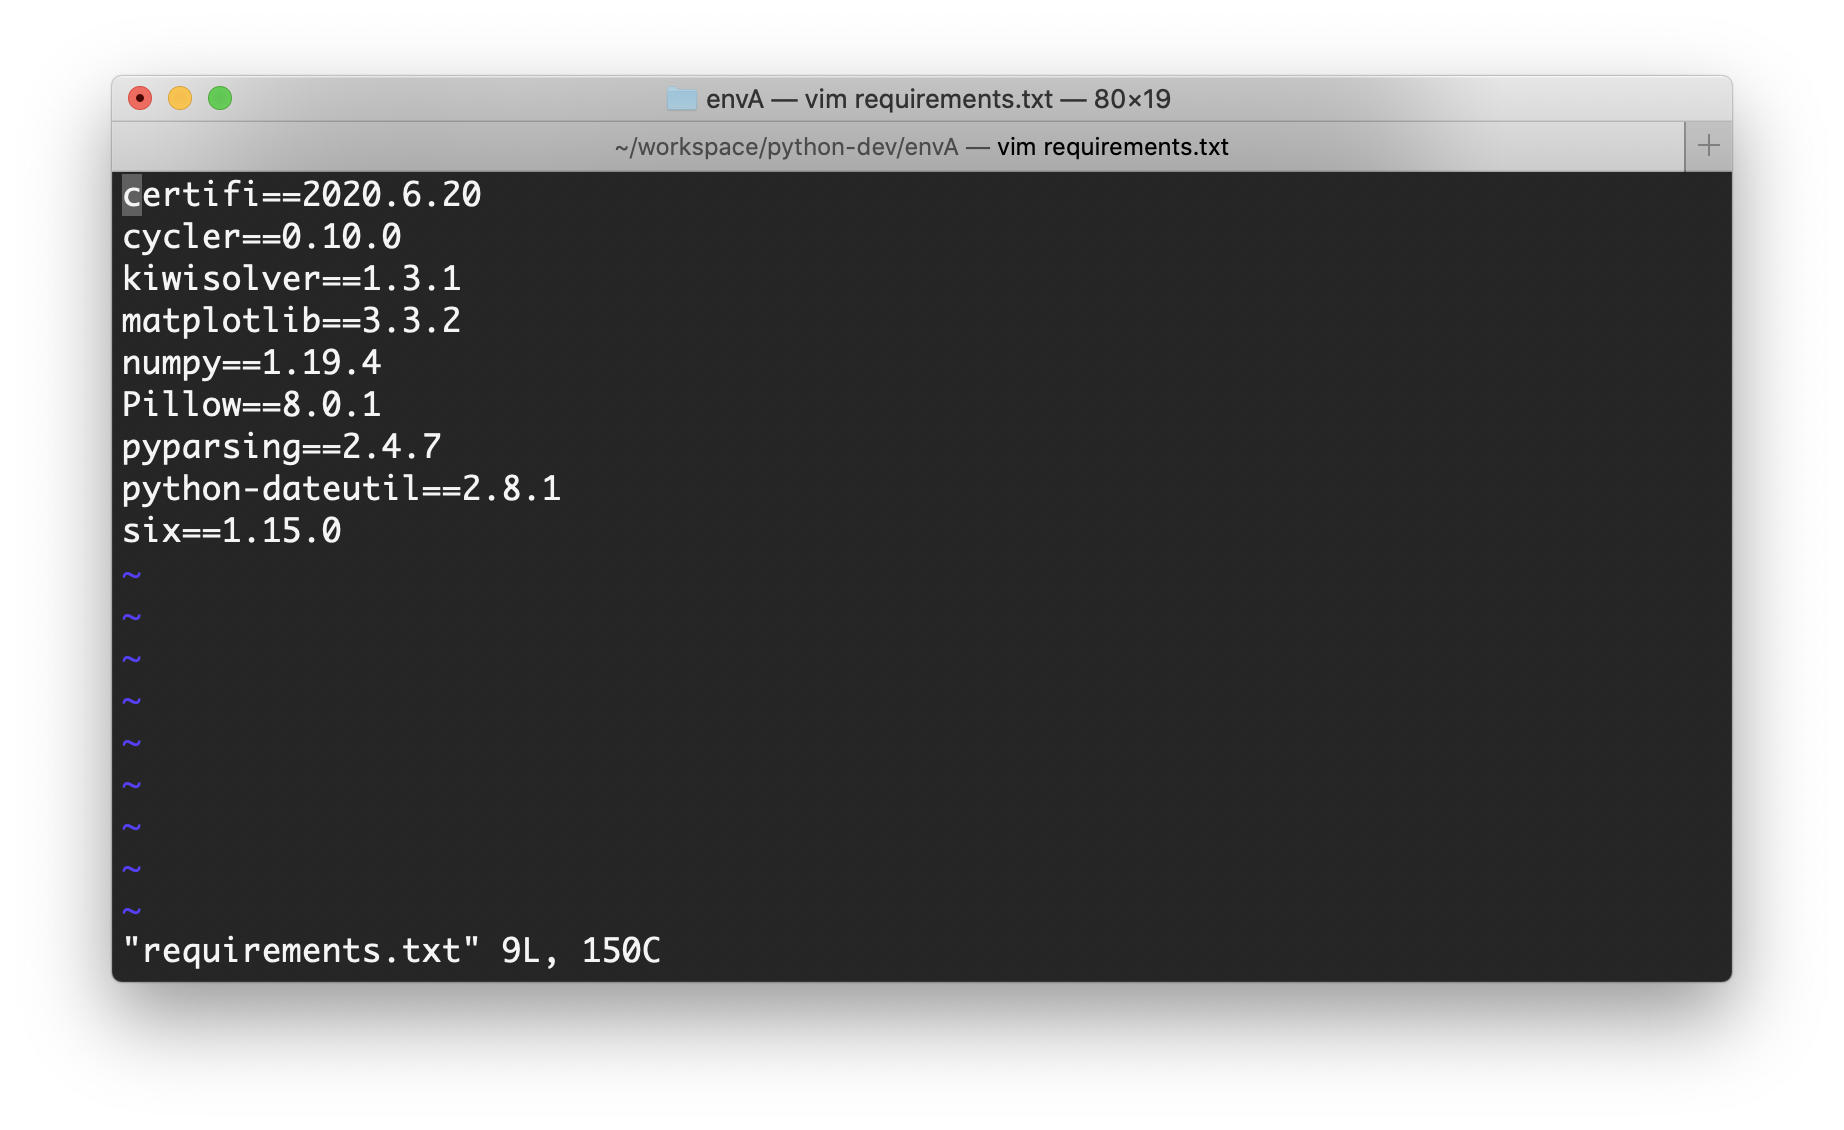 envA — vim requirements.txt — 80×19
~/workspace/python-dev/envA — vim requirements.txt
certifi==2020.6.20
cycler==0.10.0
kiwisolver==1.3.1
matplotlib==3.3.2
numpy==1.19.4
Pillow==8.0.1
pyparsing==2.4.7
python-dateutil==2.8.1
six==1.15.0
~
~
~
~
~
~
~
~
~
"requirements.txt" 9L, 150C